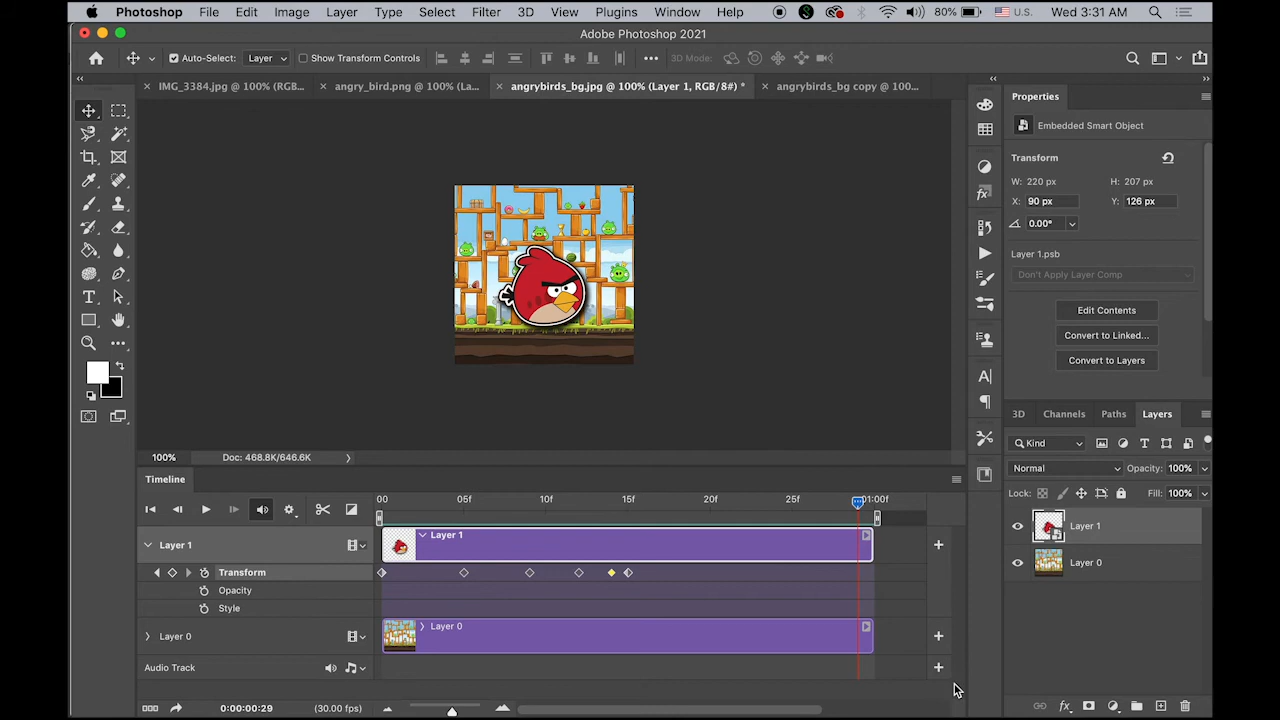 Photoshop File Edit Image Layer Type Select Filter 3D View Plugins Window Help 80% U.S. Wed 3:31 AM
Adobe Photoshop 2021
Auto-Select: Layer Show Transform Controls 3D Mode:
IMG_3384.jpg @ 100% (RGB... angry_bird.png @ 100% (La... angrybirds_bg.jpg @ 100% (Layer 1, RGB/8#) * angrybirds_bg copy @ 100...
Properties
Embedded Smart Object
Transform
W: 220 px H: 207 px
X: 90 px Y: 126 px
0.00°
Layer 1.psb
Don't Apply Layer Comp
Edit Contents
Convert to Linked...
Convert to Layers
3D Channels Paths Layers
Kind
Normal Opacity: 100%
Lock: Fill: 100%
Layer 1
Layer 0
100% Doc: 468.8K/646.6K
Timeline
00 05f 10f 15f 20f 25f 01:00f
Layer 1 Layer 1
Transform
Opacity
Style
Layer 0 Layer 0
Audio Track
0:00:00:29 (30.00 fps)